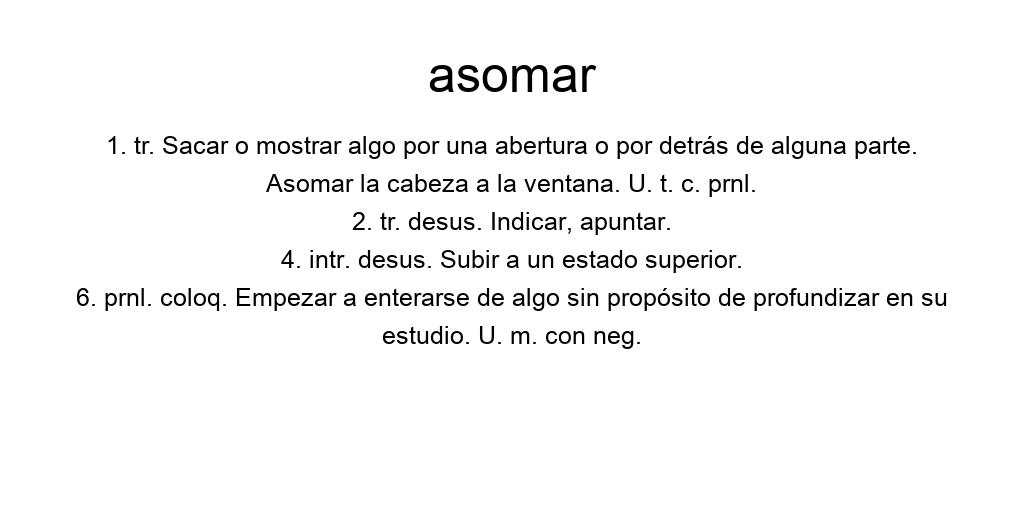 asomar
1. tr. Sacar o mostrar algo por una abertura o por detrás de alguna parte.
Asomar la cabeza a la ventana. U. t. c. prnl.
2. tr. desus. Indicar, apuntar.
4. intr. desus. Subir a un estado superior.
6. prnl. coloq. Empezar a enterarse de algo sin propósito de profundizar en su
estudio. U. m. con neg.